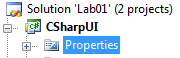 Solution 'Lab01' (2 projects)
CSharpUI
Properties